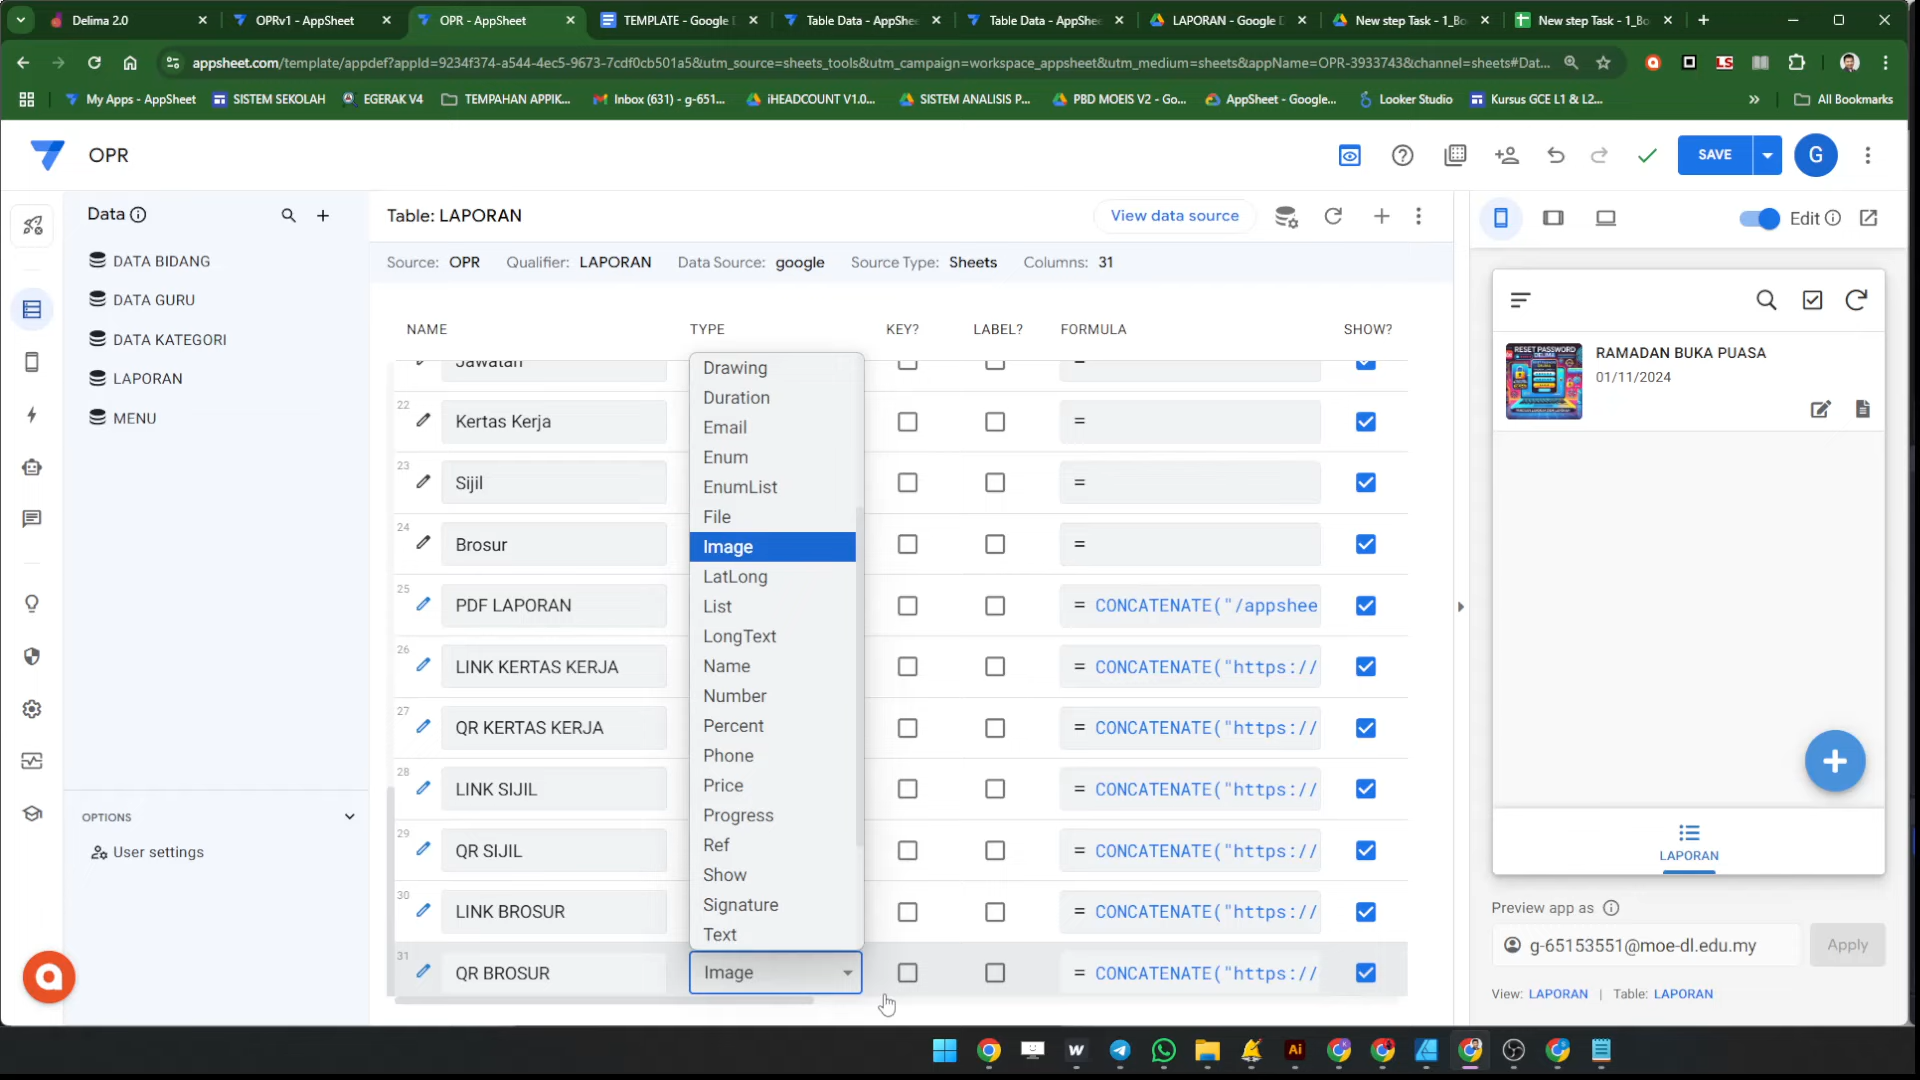 Delima 2.0
OPRv1 - AppSheet
OPR - AppSheet
TEMPLATE - Google D
Table Data - AppShe
Table Data - AppShe
LAPORAN - Google D
New step Task - 1_Bo
New step Task - 1_Bo
appsheet.com/template/appdef?appId=9234f374-a544-4ec5-9673-7cdf0cb501a5&utm_source=sheets_tools&utm_campaign=workspace_appsheet&utm_medium=sheets&appName=OPR-3933743&channel=sheets#Dat...
My Apps - AppSheet
SISTEM SEKOLAH
EGERAK V4
TEMPAHAN APPIK...
Inbox (631) - g-651...
iHEADCOUNT V1.0...
SISTEM ANALISIS P...
PBD MOEIS V2 - Go...
AppSheet - Google...
Looker Studio
Kursus GCE L1 & L2...
All Bookmarks
OPR
SAVE
G
Data
DATA BIDANG
DATA GURU
DATA KATEGORI
LAPORAN
MENU
OPTIONS
User settings
Table: LAPORAN
View data source
Source: OPR Qualifier: LAPORAN Data Source: google Source Type: Sheets Columns: 31
NAME TYPE KEY? LABEL? FORMULA SHOW?
Jawatan =
22 Kertas Kerja =
23 Sijil =
24 Brosur =
25 PDF LAPORAN = CONCATENATE("/appshee
26 LINK KERTAS KERJA = CONCATENATE("https://
27 QR KERTAS KERJA = CONCATENATE("https://
28 LINK SIJIL = CONCATENATE("https://
29 QR SIJIL = CONCATENATE("https://
30 LINK BROSUR = CONCATENATE("https://
31 QR BROSUR Image = CONCATENATE("https://
Drawing
Duration
Email
Enum
EnumList
File
Image
LatLong
List
LongText
Name
Number
Percent
Phone
Price
Progress
Ref
Show
Signature
Text
Edit
RESET PASSWORD
DELIMA
RAMADAN BUKA PUASA
01/11/2024
LAPORAN
Preview app as
g-65153551@moe-dl.edu.my
Apply
View: LAPORAN | Table: LAPORAN